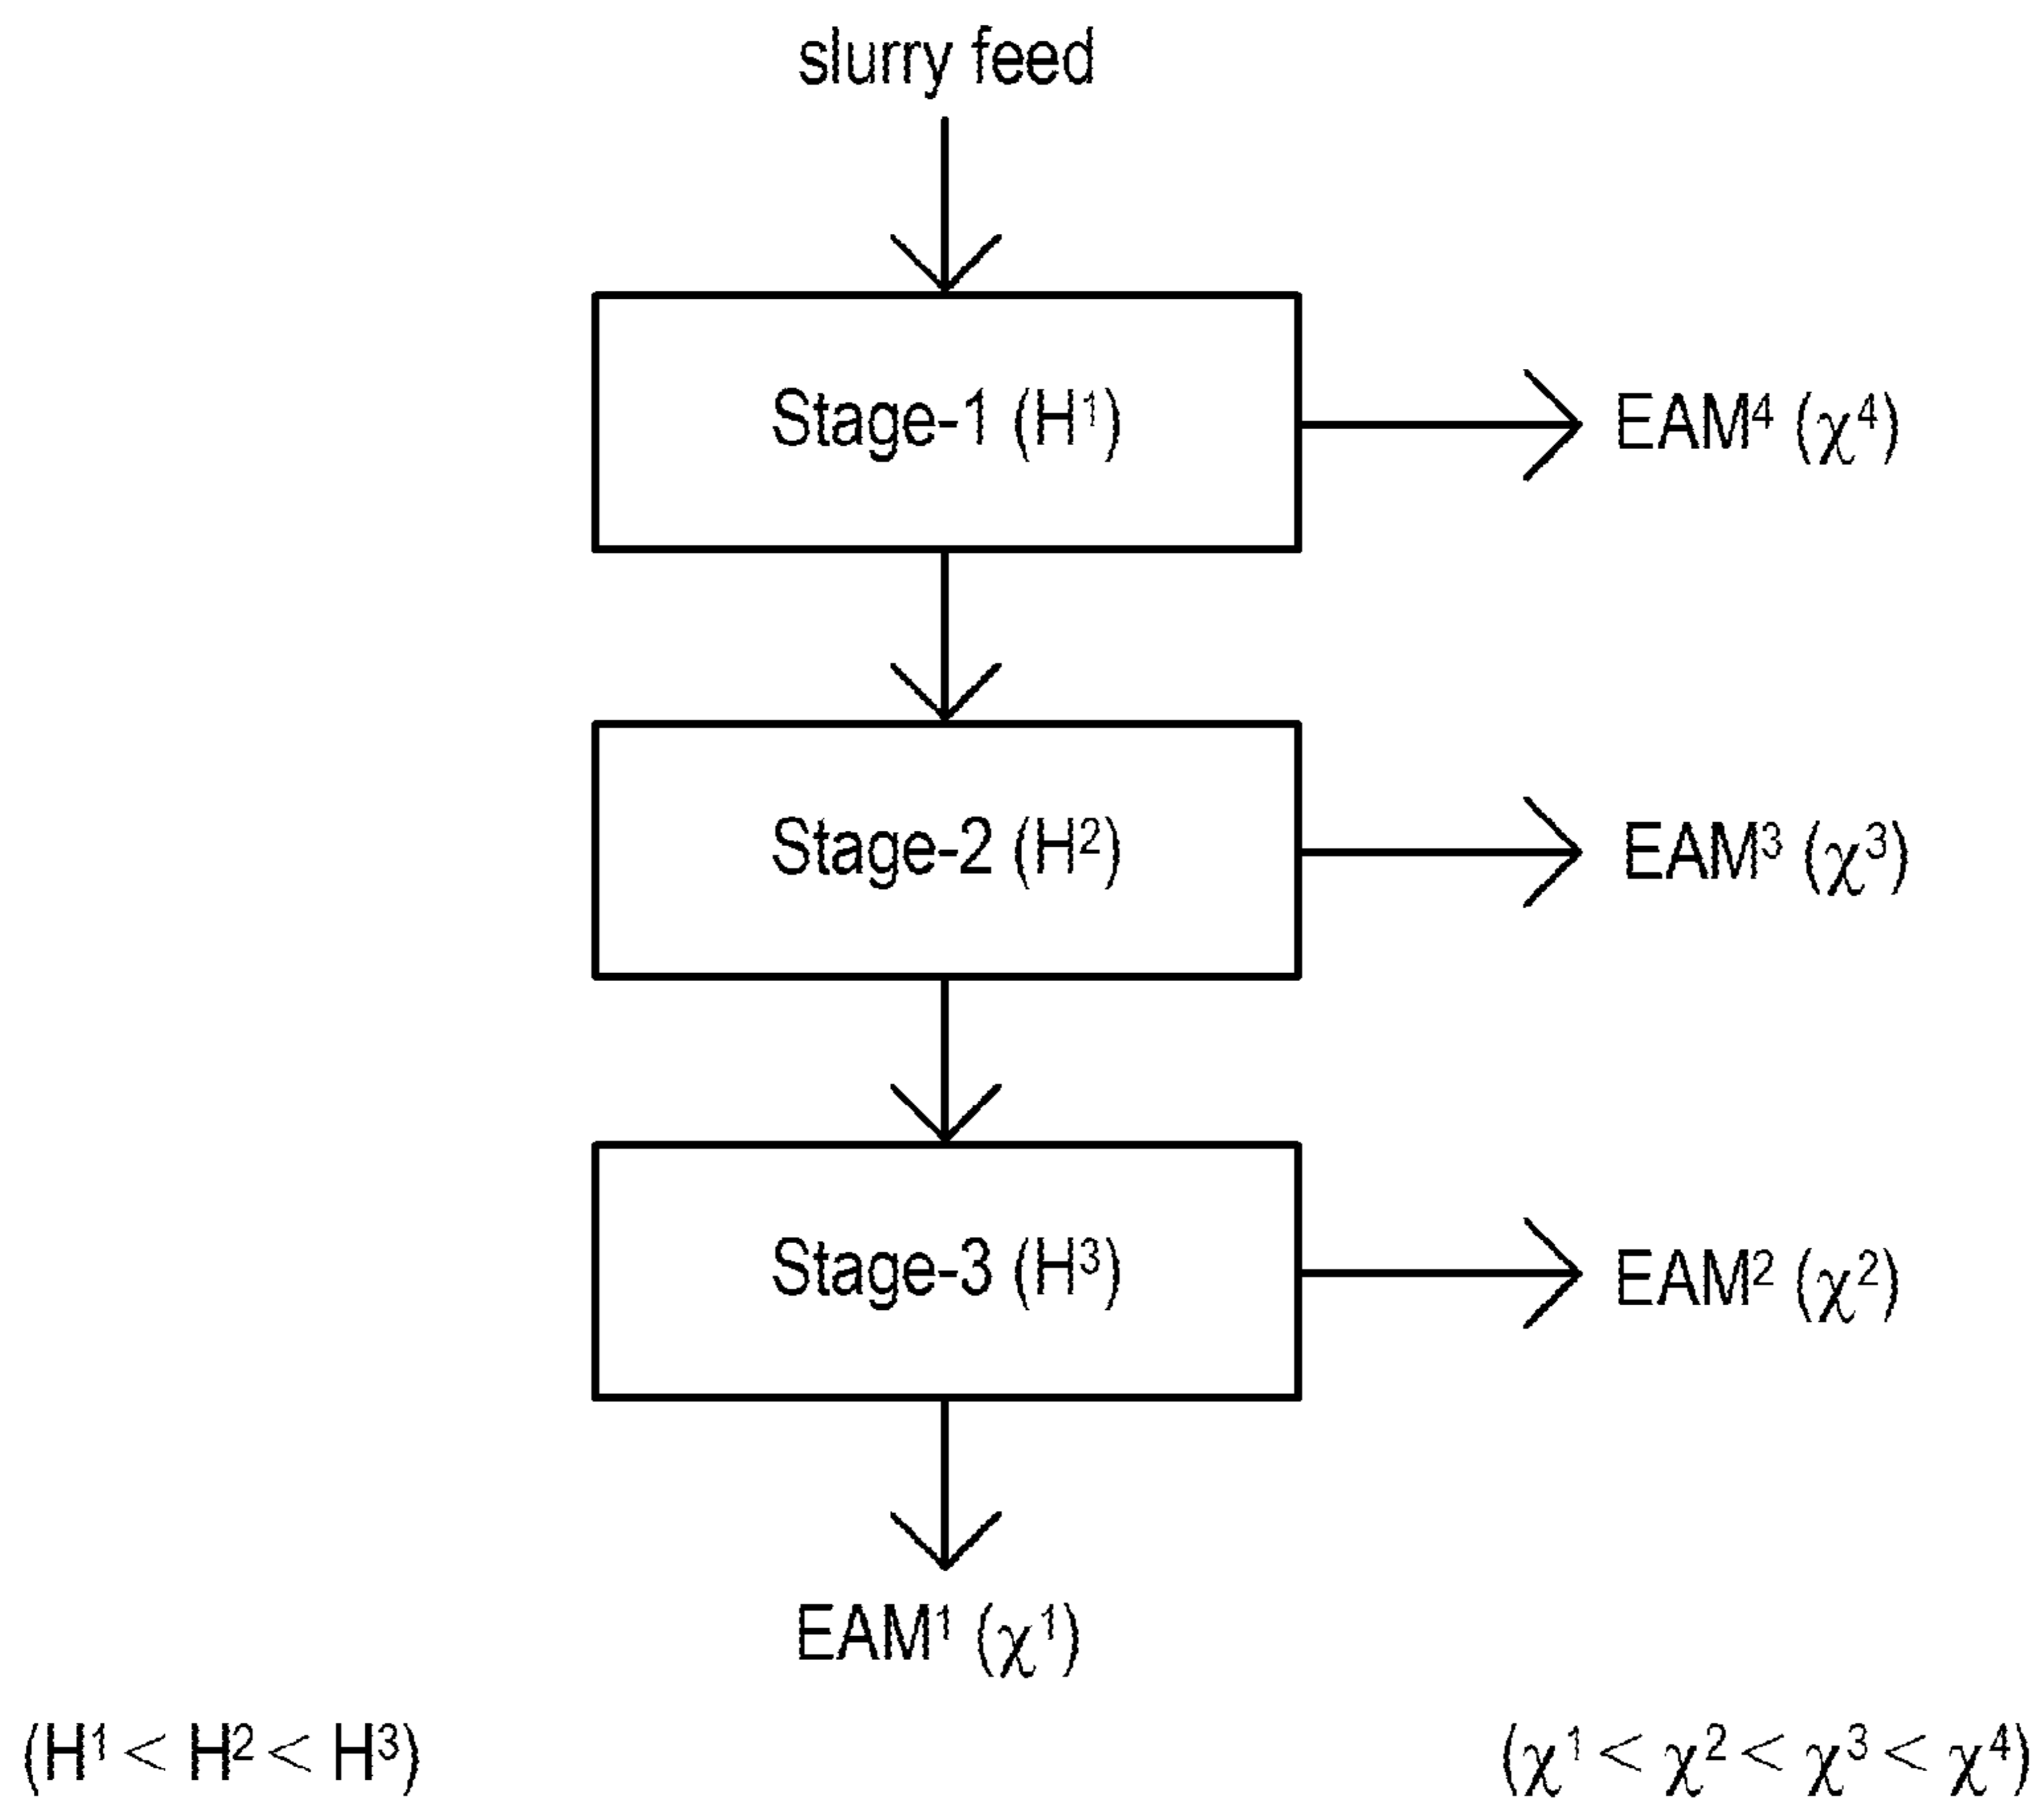 slurry feed
Stage-1 (H¹)
EAM⁴ (χ⁴)
Stage-2 (H²)
EAM³ (χ³)
Stage-3 (H³)
EAM² (χ²)
EAM¹ (χ¹)
(H¹ < H² < H³)
(χ¹ < χ² < χ³ < χ⁴)